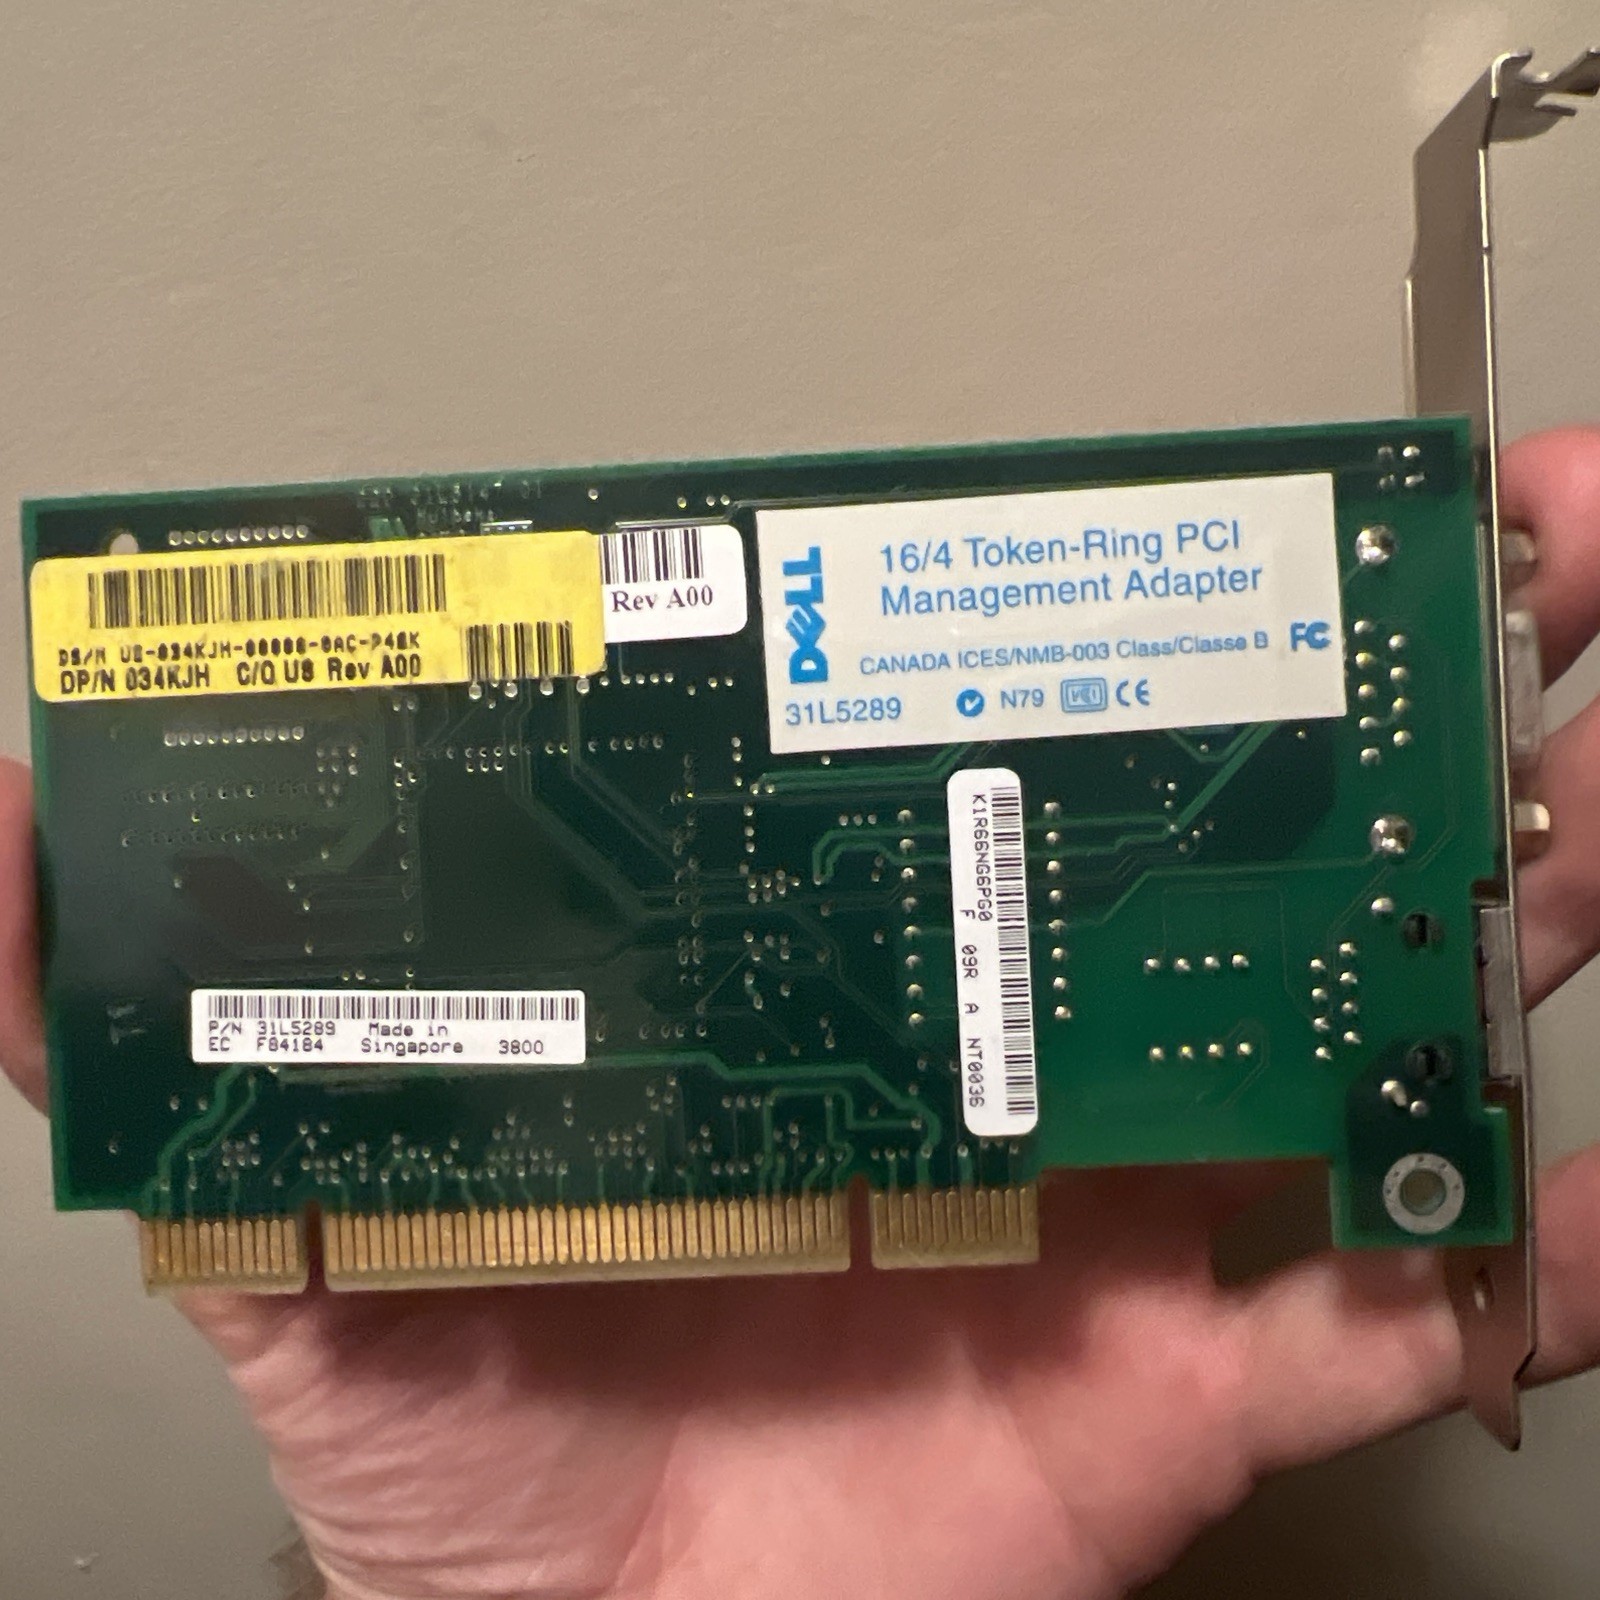 Rev A00
DP/N 034KJH C/O US Rev A00
DELL
16/4 Token-Ring PCI
Management Adapter
CANADA ICES/NMB-003 Class/Classe B FC
31L5289 N79 VCI CE
K1R66NG6PG0
F 09R A NT0036
P/N 31L5289 Made in
EC F84184 Singapore 3800